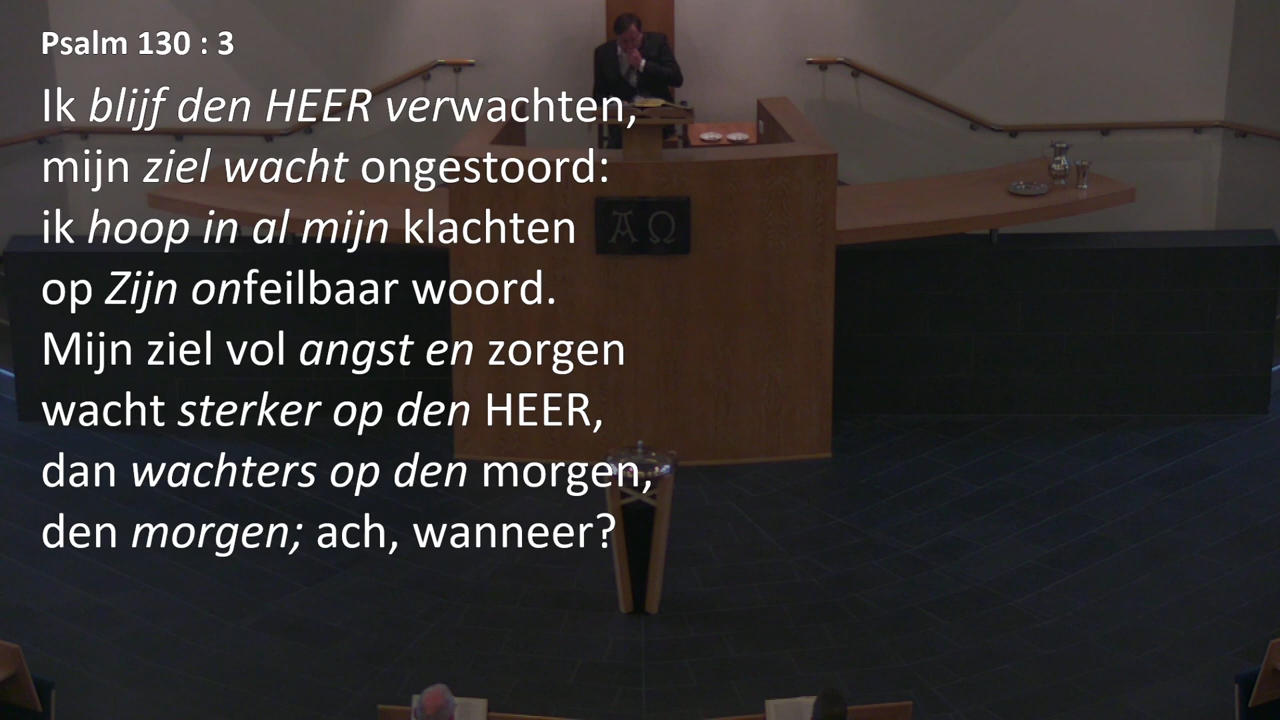 Psalm 130 : 3
Ik blijf den HEER verwachten,
mijn ziel wacht ongestoord:
ik hoop in al mijn klachten
op Zijn onfeilbaar woord.
Mijn ziel vol angst en zorgen
wacht sterker op den HEER,
dan wachters op den morgen,
den morgen; ach, wanneer?
Α Ω